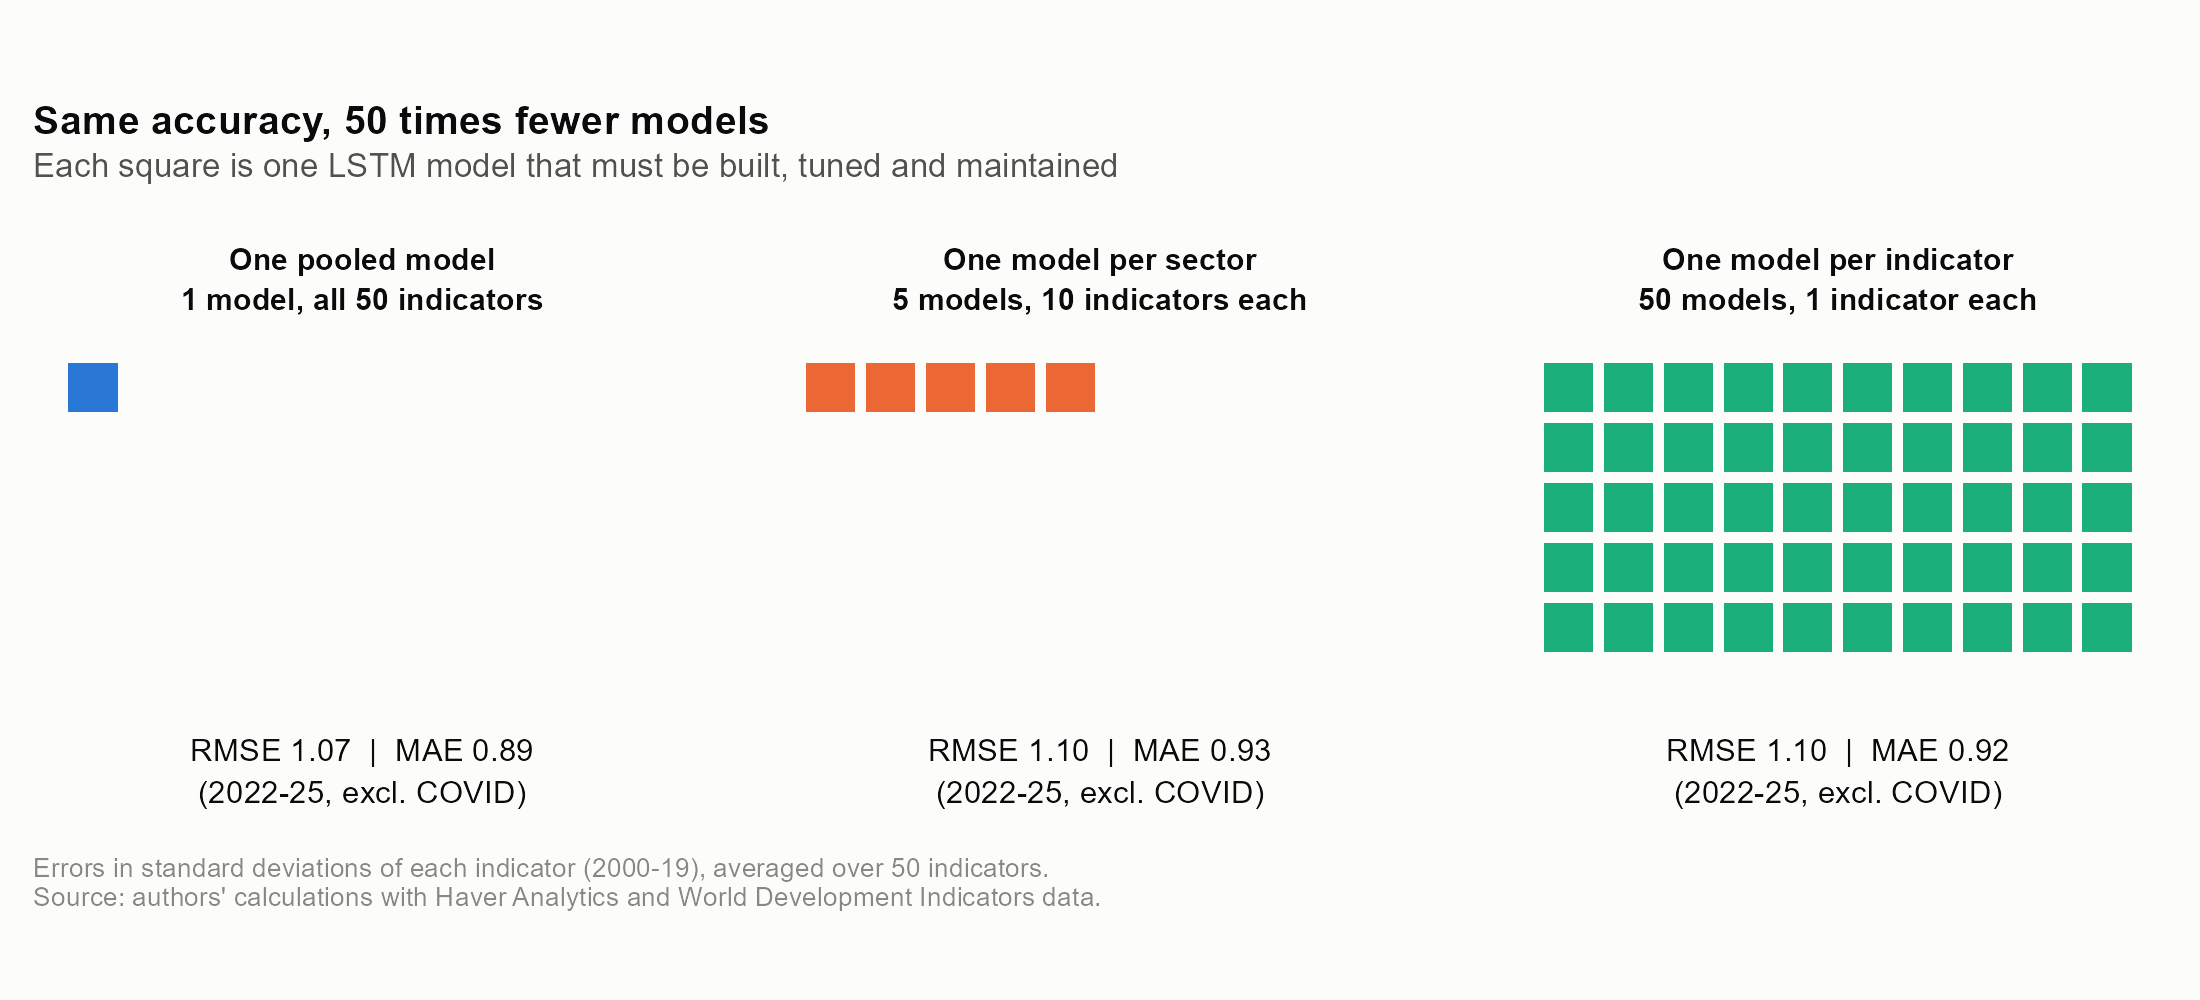 Same accuracy, 50 times fewer models
Each square is one LSTM model that must be built, tuned and maintained
One pooled model
1 model, all 50 indicators
One model per sector
5 models, 10 indicators each
One model per indicator
50 models, 1 indicator each
RMSE 1.07 | MAE 0.89
(2022-25, excl. COVID)
RMSE 1.10 | MAE 0.93
(2022-25, excl. COVID)
RMSE 1.10 | MAE 0.92
(2022-25, excl. COVID)
Errors in standard deviations of each indicator (2000-19), averaged over 50 indicators.
Source: authors' calculations with Haver Analytics and World Development Indicators data.